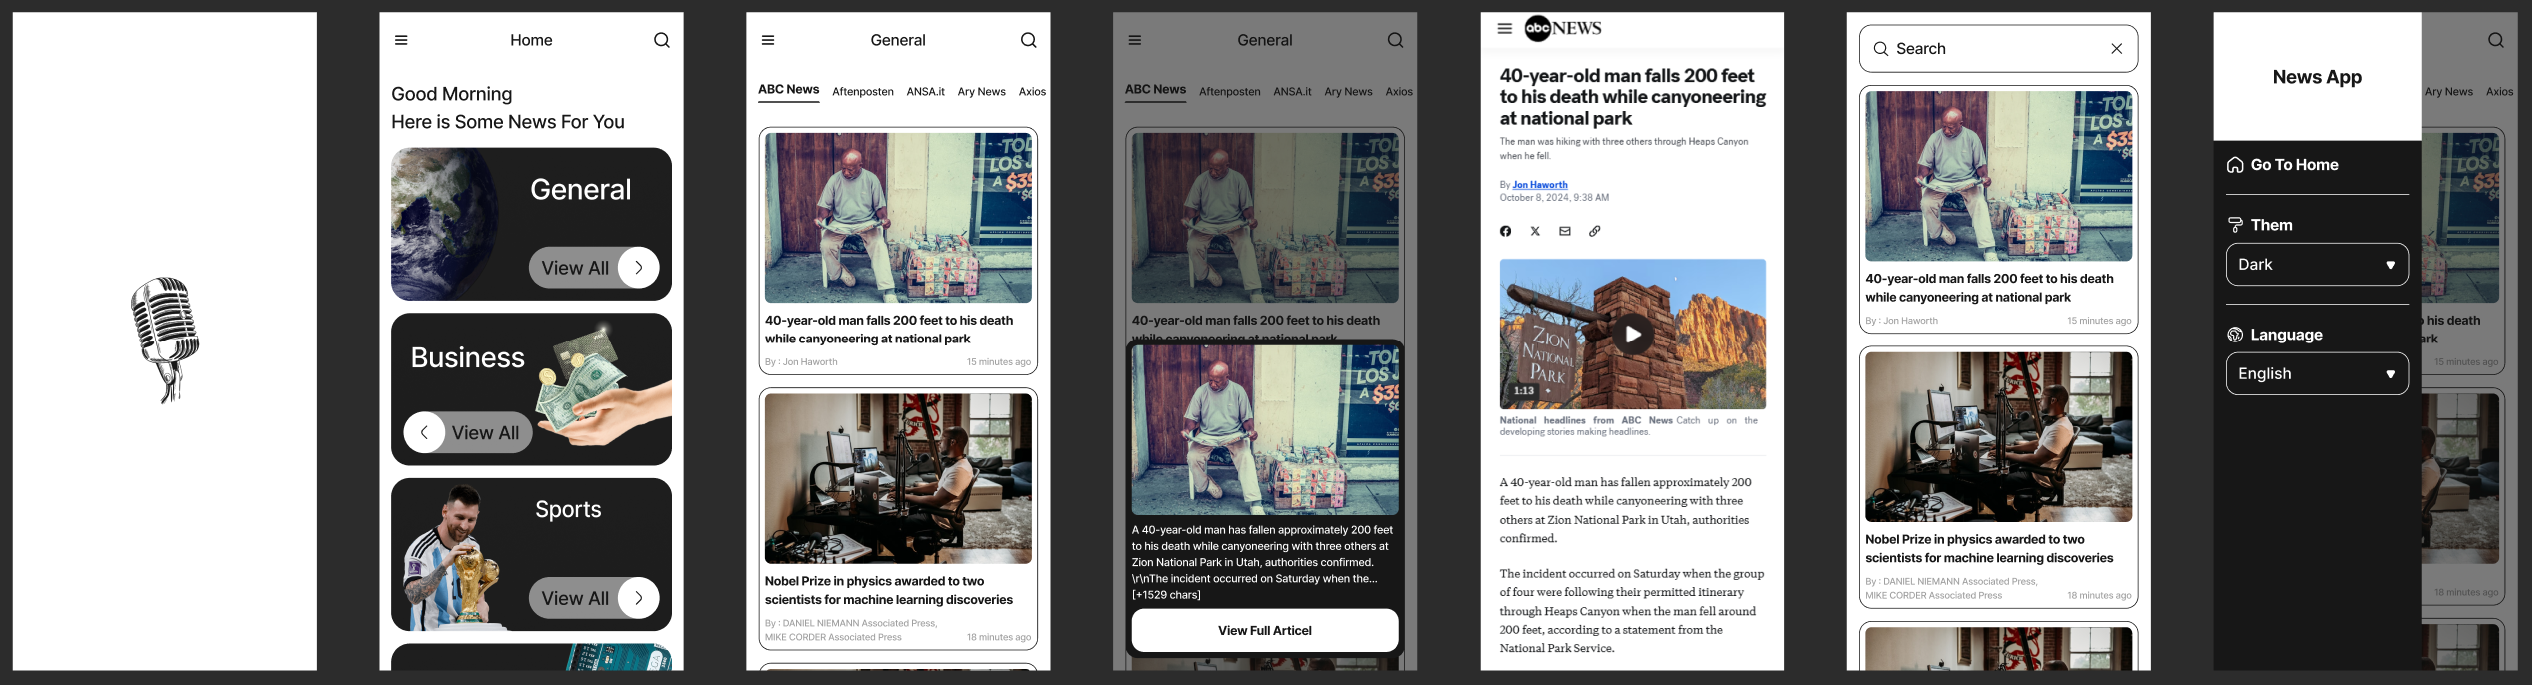 Home
Good Morning
Here is Some News For You
General
View All
Business
View All
Sports
View All
General
ABC News
Aftenposten
ANSA.it
Ary News
Axios
TOD
LOS J
A $39
40-year-old man falls 200 feet to his death
while canyoneering at national park
By : Jon Haworth
15 minutes ago
Nobel Prize in physics awarded to two
scientists for machine learning discoveries
By : DANIEL NIEMANN Associated Press,
MIKE CORDER Associated Press
18 minutes ago
General
ABC News
Aftenposten
ANSA.it
Ary News
Axios
40-year-old man falls 200 feet to his death
while canyoneering at national park
A 40-year-old man has fallen approximately 200 feet
to his death while canyoneering with three others at
Zion National Park in Utah, authorities confirmed.
\r\nThe incident occurred on Saturday when the...
[+1529 chars]
View Full Articel
abc NEWS
40-year-old man falls 200 feet
to his death while canyoneering
at national park
The man was hiking with three others through Heaps Canyon
when he fell.
By Jon Haworth
October 8, 2024, 9:38 AM
ZION
NATIONAL
PARK
1:13
National headlines from ABC News Catch up on the
developing stories making headlines.
A 40-year-old man has fallen approximately 200
feet to his death while canyoneering with three
others at Zion National Park in Utah, authorities
confirmed.
The incident occurred on Saturday when the group
of four were following their permitted itinerary
through Heaps Canyon when the man fell around
200 feet, according to a statement from the
National Park Service.
Search
40-year-old man falls 200 feet to his death
while canyoneering at national park
By : Jon Haworth
15 minutes ago
Nobel Prize in physics awarded to two
scientists for machine learning discoveries
By : DANIEL NIEMANN Associated Press,
MIKE CORDER Associated Press
18 minutes ago
News App
Go To Home
Them
Dark
Language
English
Ary News
Axios
his death
ark
15 minutes ago
18 minutes ago